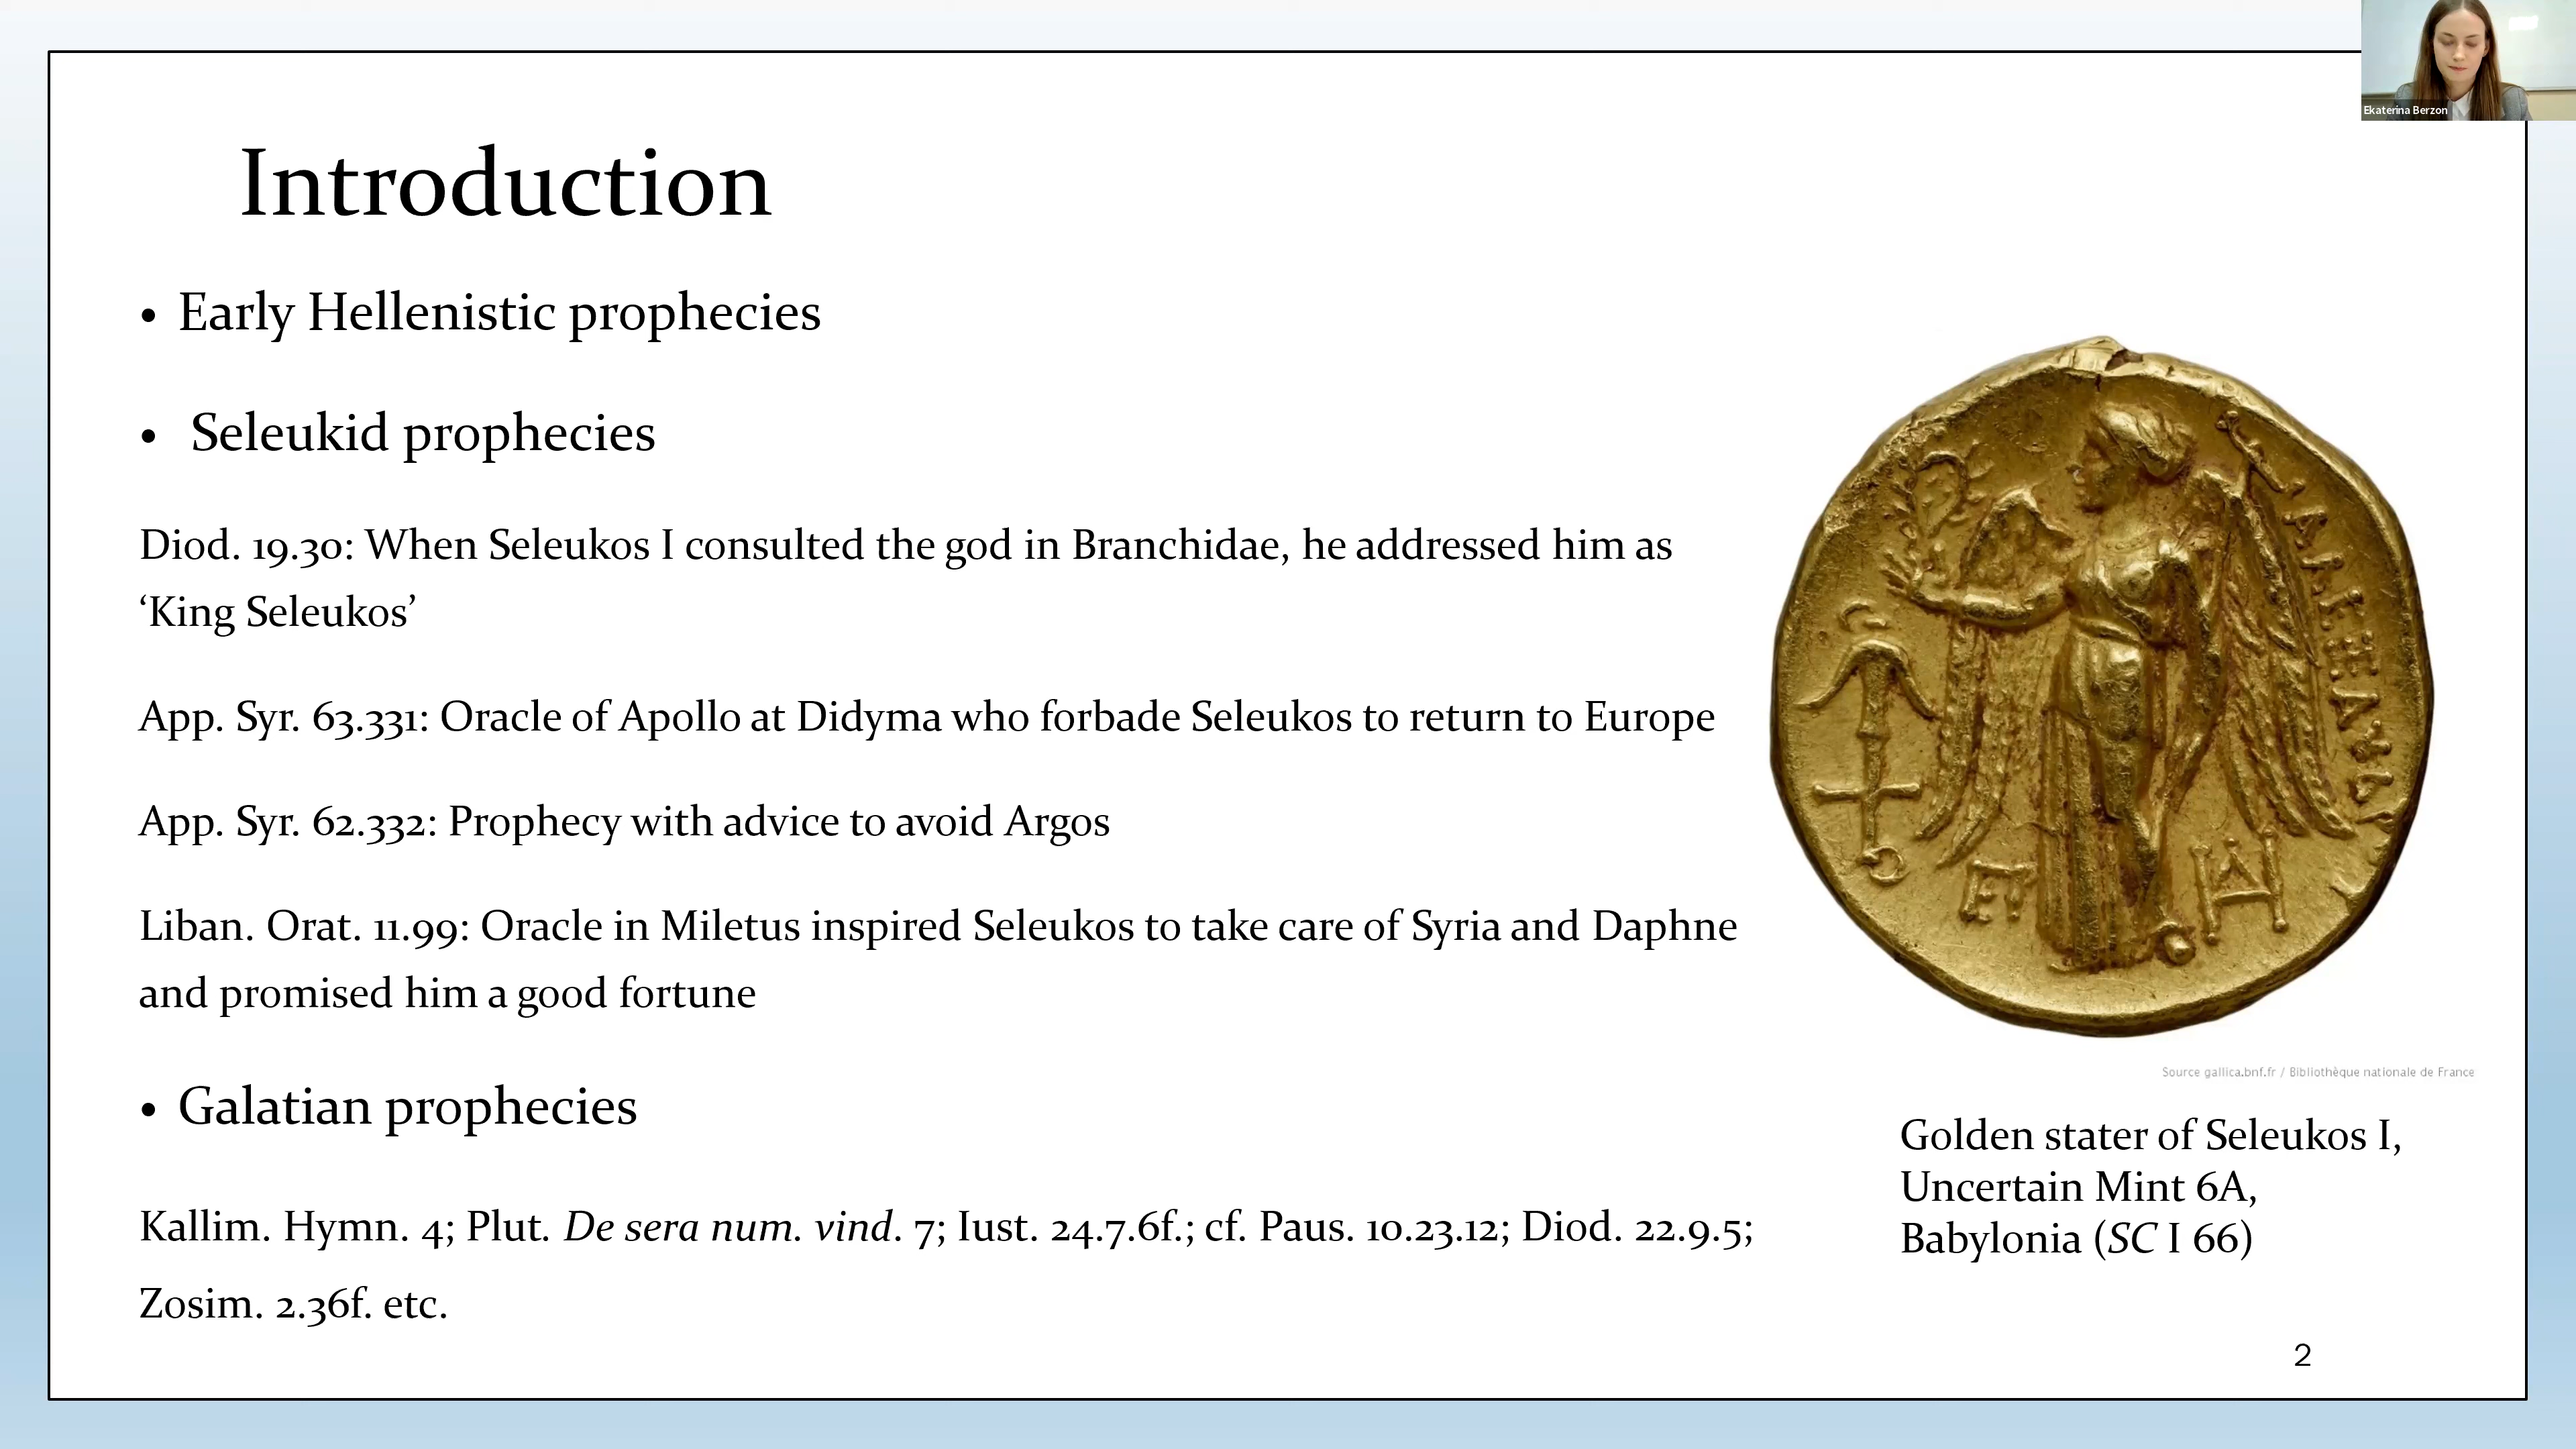 Ekaterina Berzon
Introduction
• Early Hellenistic prophecies
• Seleukid prophecies
Diod. 19.30: When Seleukos I consulted the god in Branchidae, he addressed him as
‘King Seleukos’
App. Syr. 63.331: Oracle of Apollo at Didyma who forbade Seleukos to return to Europe
App. Syr. 62.332: Prophecy with advice to avoid Argos
Liban. Orat. 11.99: Oracle in Miletus inspired Seleukos to take care of Syria and Daphne
and promised him a good fortune
• Galatian prophecies
Kallim. Hymn. 4; Plut. De sera num. vind. 7; Iust. 24.7.6f.; cf. Paus. 10.23.12; Diod. 22.9.5;
Zosim. 2.36f. etc.
Source gallica.bnf.fr / Bibliothèque nationale de France
Golden stater of Seleukos I,
Uncertain Mint 6A,
Babylonia (SC I 66)
2